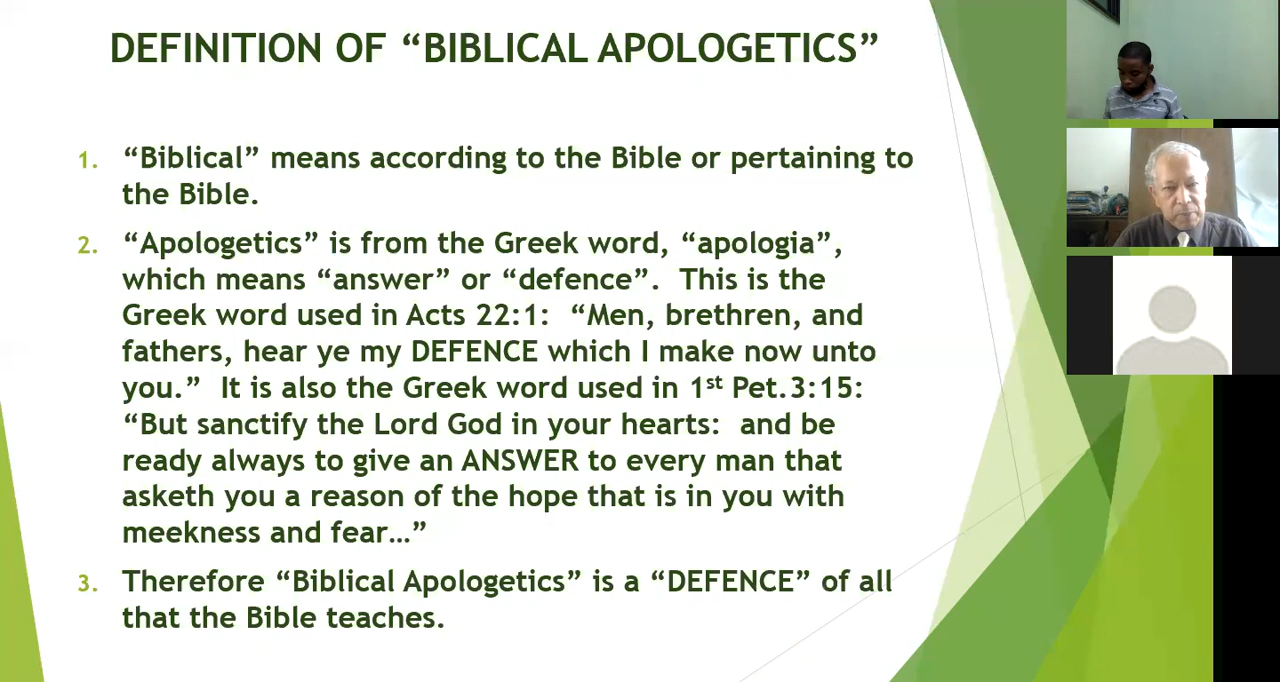 DEFINITION OF “BIBLICAL APOLOGETICS”
1. “Biblical” means according to the Bible or pertaining to
the Bible.
2. “Apologetics” is from the Greek word, “apologia”,
which means “answer” or “defence”.  This is the
Greek word used in Acts 22:1:  “Men, brethren, and
fathers, hear ye my DEFENCE which I make now unto
you.”  It is also the Greek word used in 1st Pet.3:15:
“But sanctify the Lord God in your hearts:  and be
ready always to give an ANSWER to every man that
asketh you a reason of the hope that is in you with
meekness and fear…”
3. Therefore “Biblical Apologetics” is a “DEFENCE” of all
that the Bible teaches.